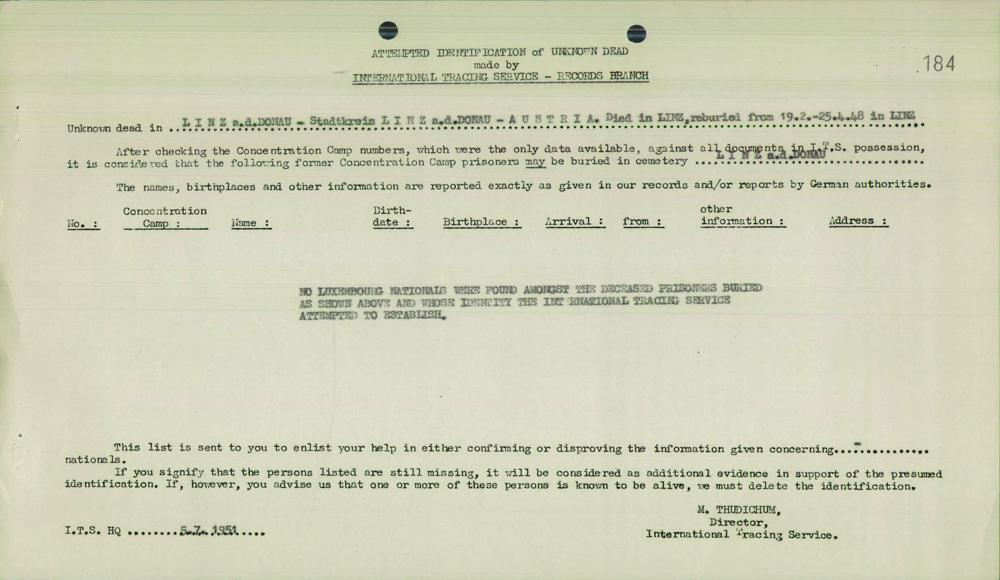 ATTEMPTED IDENTIFICATION of UNKNOWN DEAD
made by
INTERNATIONAL TRACING SERVICE - RECORDS BRANCH
184
Unknown dead in ..L I N Z a.d.DONAU - Stadtkreis L I N Z a.d.DONAU - A U S T R I A. Died in LINZ,reburied from 19.2.-25.4.48 in LINZ
After checking the Concentration Camp numbers, which were the only data available, against all documents in I.T.S. possession,
it is considered that the following former Concentration Camp prisoners may be buried in cemetery ...L I N Z a.d.DONAU...............
The names, birthplaces and other information are reported exactly as given in our records and/or reports by German authorities.
No. : Concentration Camp : Name : Birth-date : Birthplace : Arrival : from : other information : Address :
NO LUXEMBOURG NATIONALS WERE FOUND AMONGST THE DECEASED PRISONERS BURIED
AS SHOWN ABOVE AND WHOSE IDENTITY THE INT RNATIONAL TRACING SERVICE
ATTEMPTED TO ESTABLISH.
This list is sent to you to enlist your help in either confirming or disproving the information given concerning...-...........
nationals.
If you signify that the persons listed are still missing, it will be considered as additional evidence in support of the presumed
identification. If, however, you advise us that one or more of these persons is known to be alive, we must delete the identification.
M. THUDICHUM,
Director,
International Tracing Service.
I.T.S. HQ ........5.7. 1951.....